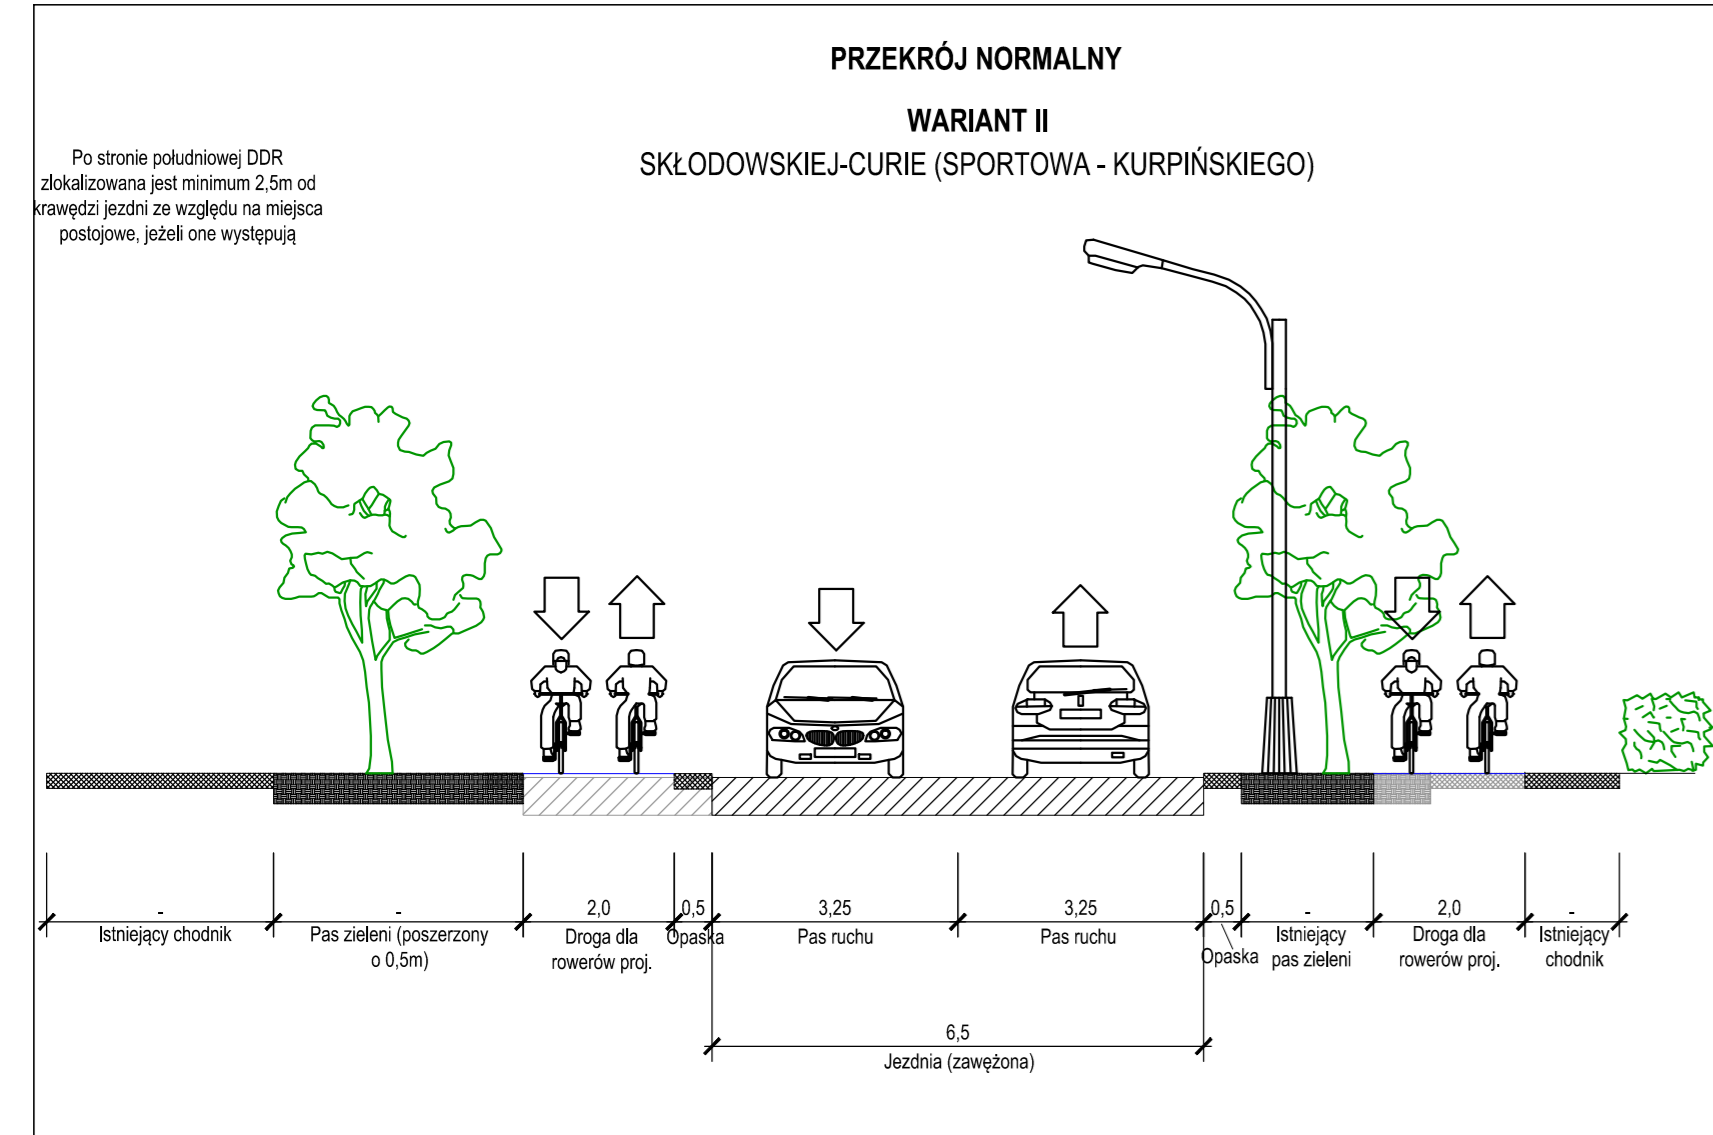 PRZEKRÓJ NORMALNY
WARIANT II
SKŁODOWSKIEJ-CURIE (SPORTOWA - KURPIŃSKIEGO)
Po stronie południowej DDR
zlokalizowana jest minimum 2,5m od
krawędzi jezdni ze względu na miejsca
postojowe, jeżeli one występują
-
Istniejący chodnik
-
Pas zieleni (poszerzony
o 0,5m)
2,0
Droga dla
rowerów proj.
0,5
Opaska
3,25
Pas ruchu
3,25
Pas ruchu
0,5
Opaska
-
Istniejący
pas zieleni
2,0
Droga dla
rowerów proj.
-
Istniejący
chodnik
6,5
Jezdnia (zawężona)